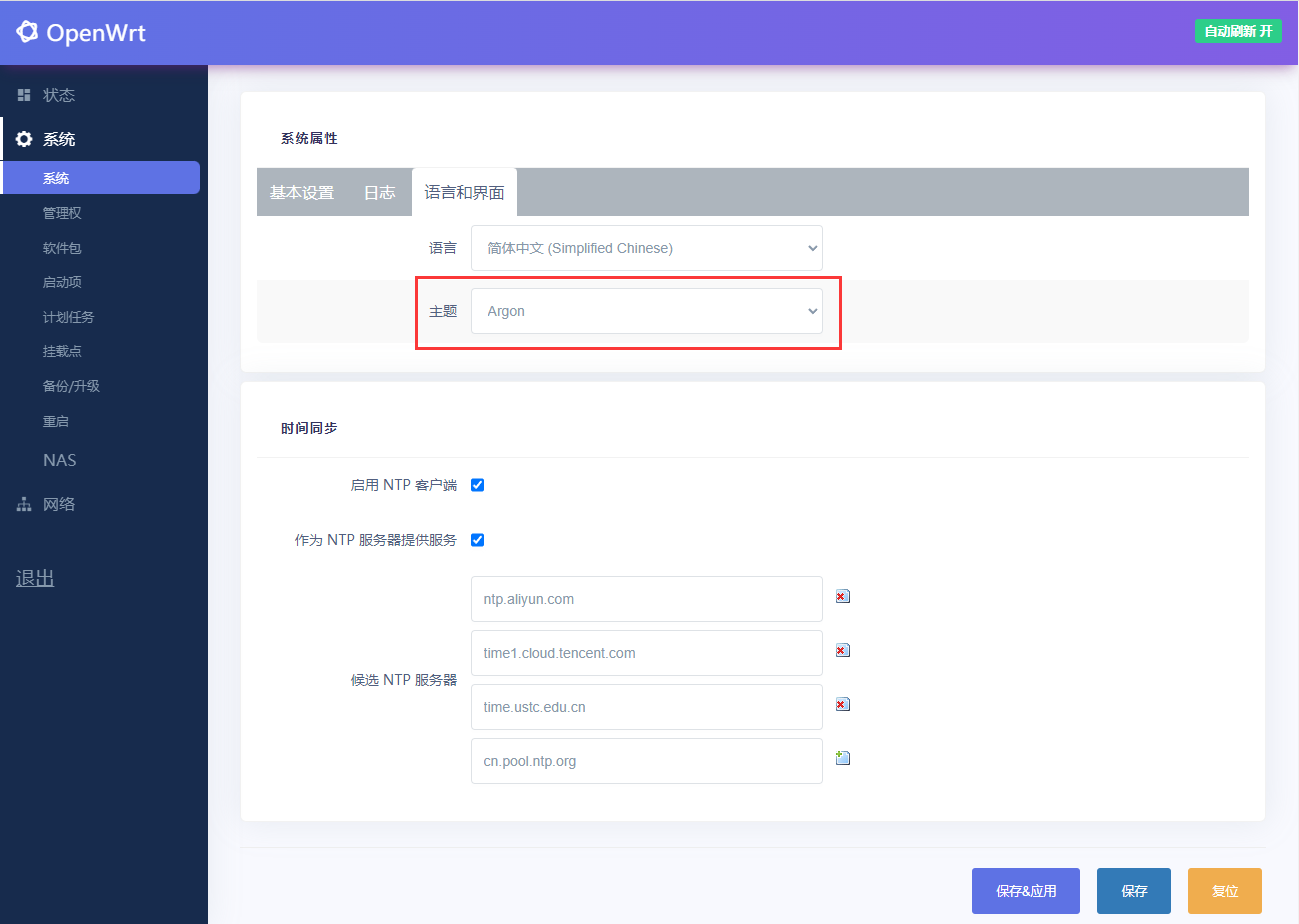 OpenWrt
自动刷新 开
状态
系统
系统
管理权
软件包
启动项
计划任务
挂载点
备份/升级
重启
NAS
网络
退出
系统属性
基本设置 日志 语言和界面
语言 简体中文 (Simplified Chinese)
主题 Argon
时间同步
启用 NTP 客户端
作为 NTP 服务器提供服务
候选 NTP 服务器
ntp.aliyun.com
time1.cloud.tencent.com
time.ustc.edu.cn
cn.pool.ntp.org
保存&应用 保存 复位